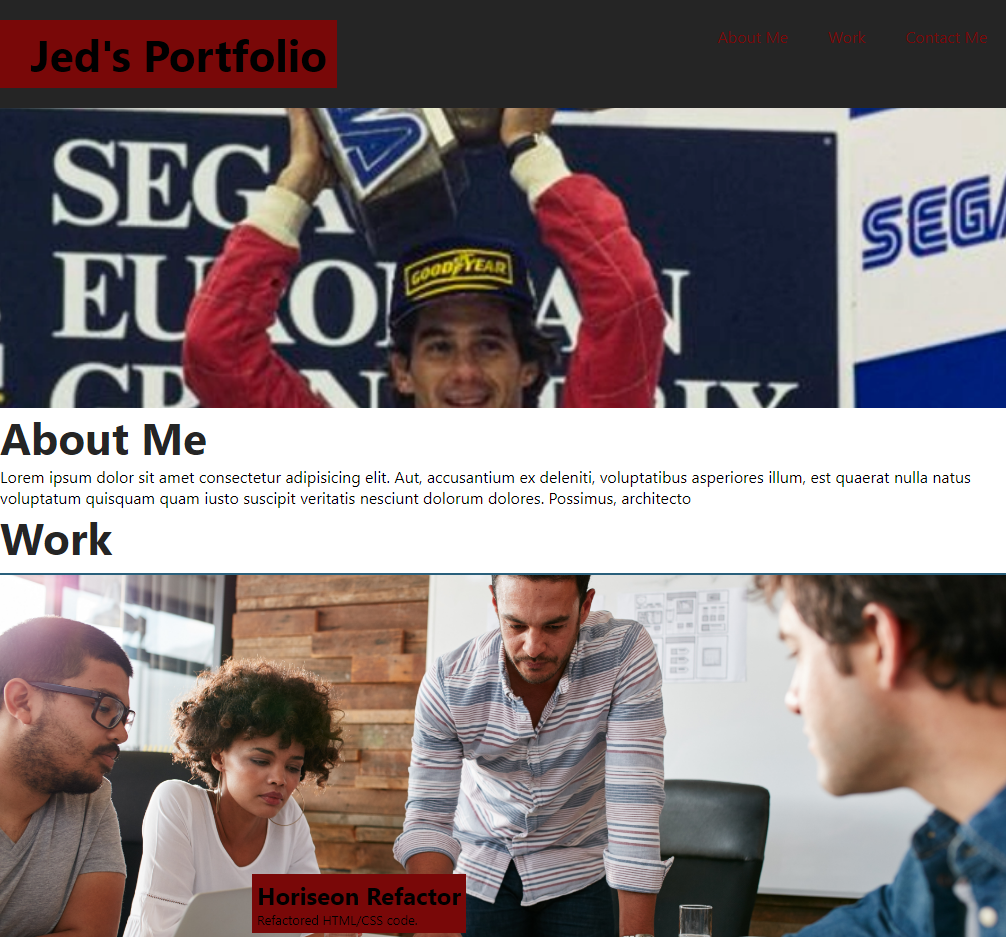 Jed's Portfolio
About Me Work Contact Me
SEGA
SEGA
EUROPEAN
GOOD YEAR
GRAND PRIX
About Me
Lorem ipsum dolor sit amet consectetur adipisicing elit. Aut, accusantium ex deleniti, voluptatibus asperiores illum, est quaerat nulla natus
voluptatum quisquam quam iusto suscipit veritatis nesciunt dolorum dolores. Possimus, architecto
Work
Horiseon Refactor
Refactored HTML/CSS code.